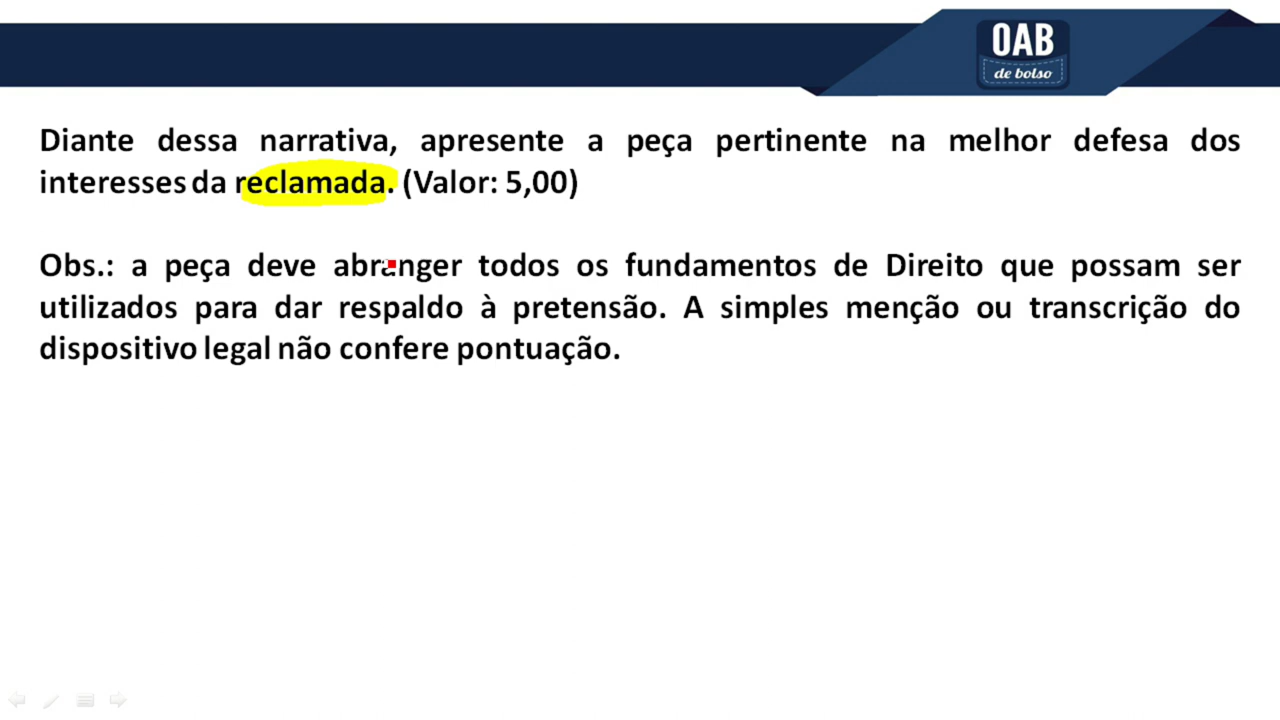 OAB
de bolso
Diante dessa narrativa, apresente a peça pertinente na melhor defesa dos
interesses da reclamada. (Valor: 5,00)
Obs.: a peça deve abranger todos os fundamentos de Direito que possam ser
utilizados para dar respaldo à pretensão. A simples menção ou transcrição do
dispositivo legal não confere pontuação.